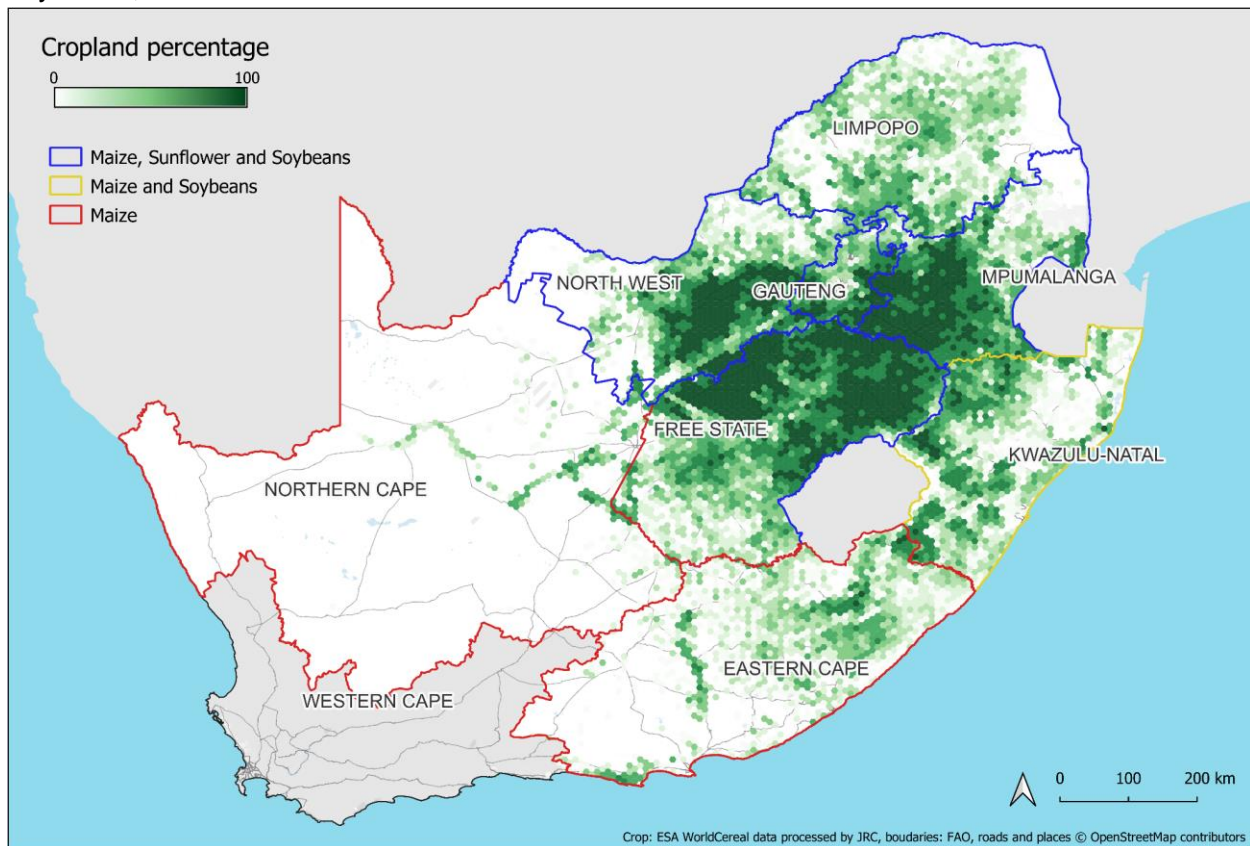 Cropland percentage
0 100
Maize, Sunflower and Soybeans
Maize and Soybeans
Maize
LIMPOPO
NORTH WEST
GAUTENG
MPUMALANGA
FREE STATE
KWAZULU-NATAL
NORTHERN CAPE
EASTERN CAPE
WESTERN CAPE
0 100 200 km
Crop: ESA WorldCereal data processed by JRC, boudaries: FAO, roads and places © OpenStreetMap contributors